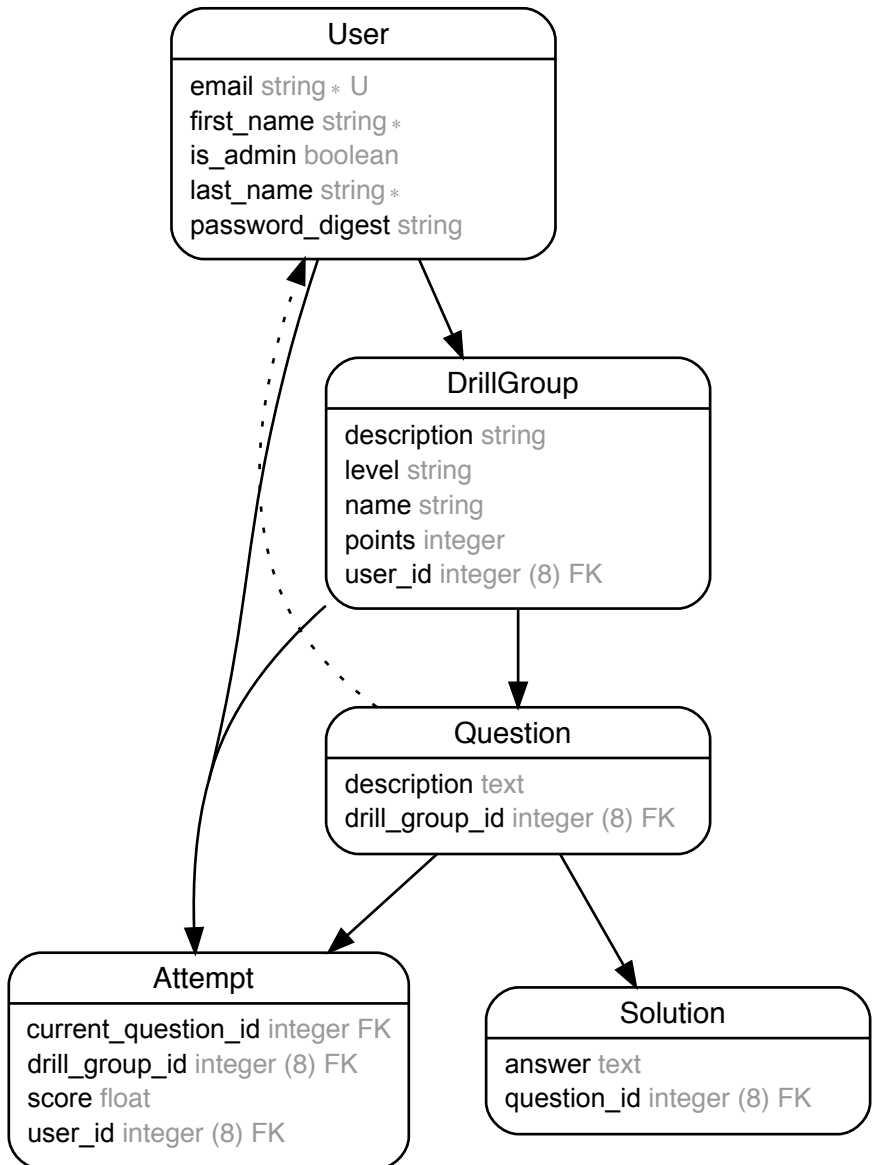 User
email string * U
first_name string *
is_admin boolean
last_name string *
password_digest string
DrillGroup
description string
level string
name string
points integer
user_id integer (8) FK
Question
description text
drill_group_id integer (8) FK
Attempt
current_question_id integer FK
drill_group_id integer (8) FK
score float
user_id integer (8) FK
Solution
answer text
question_id integer (8) FK